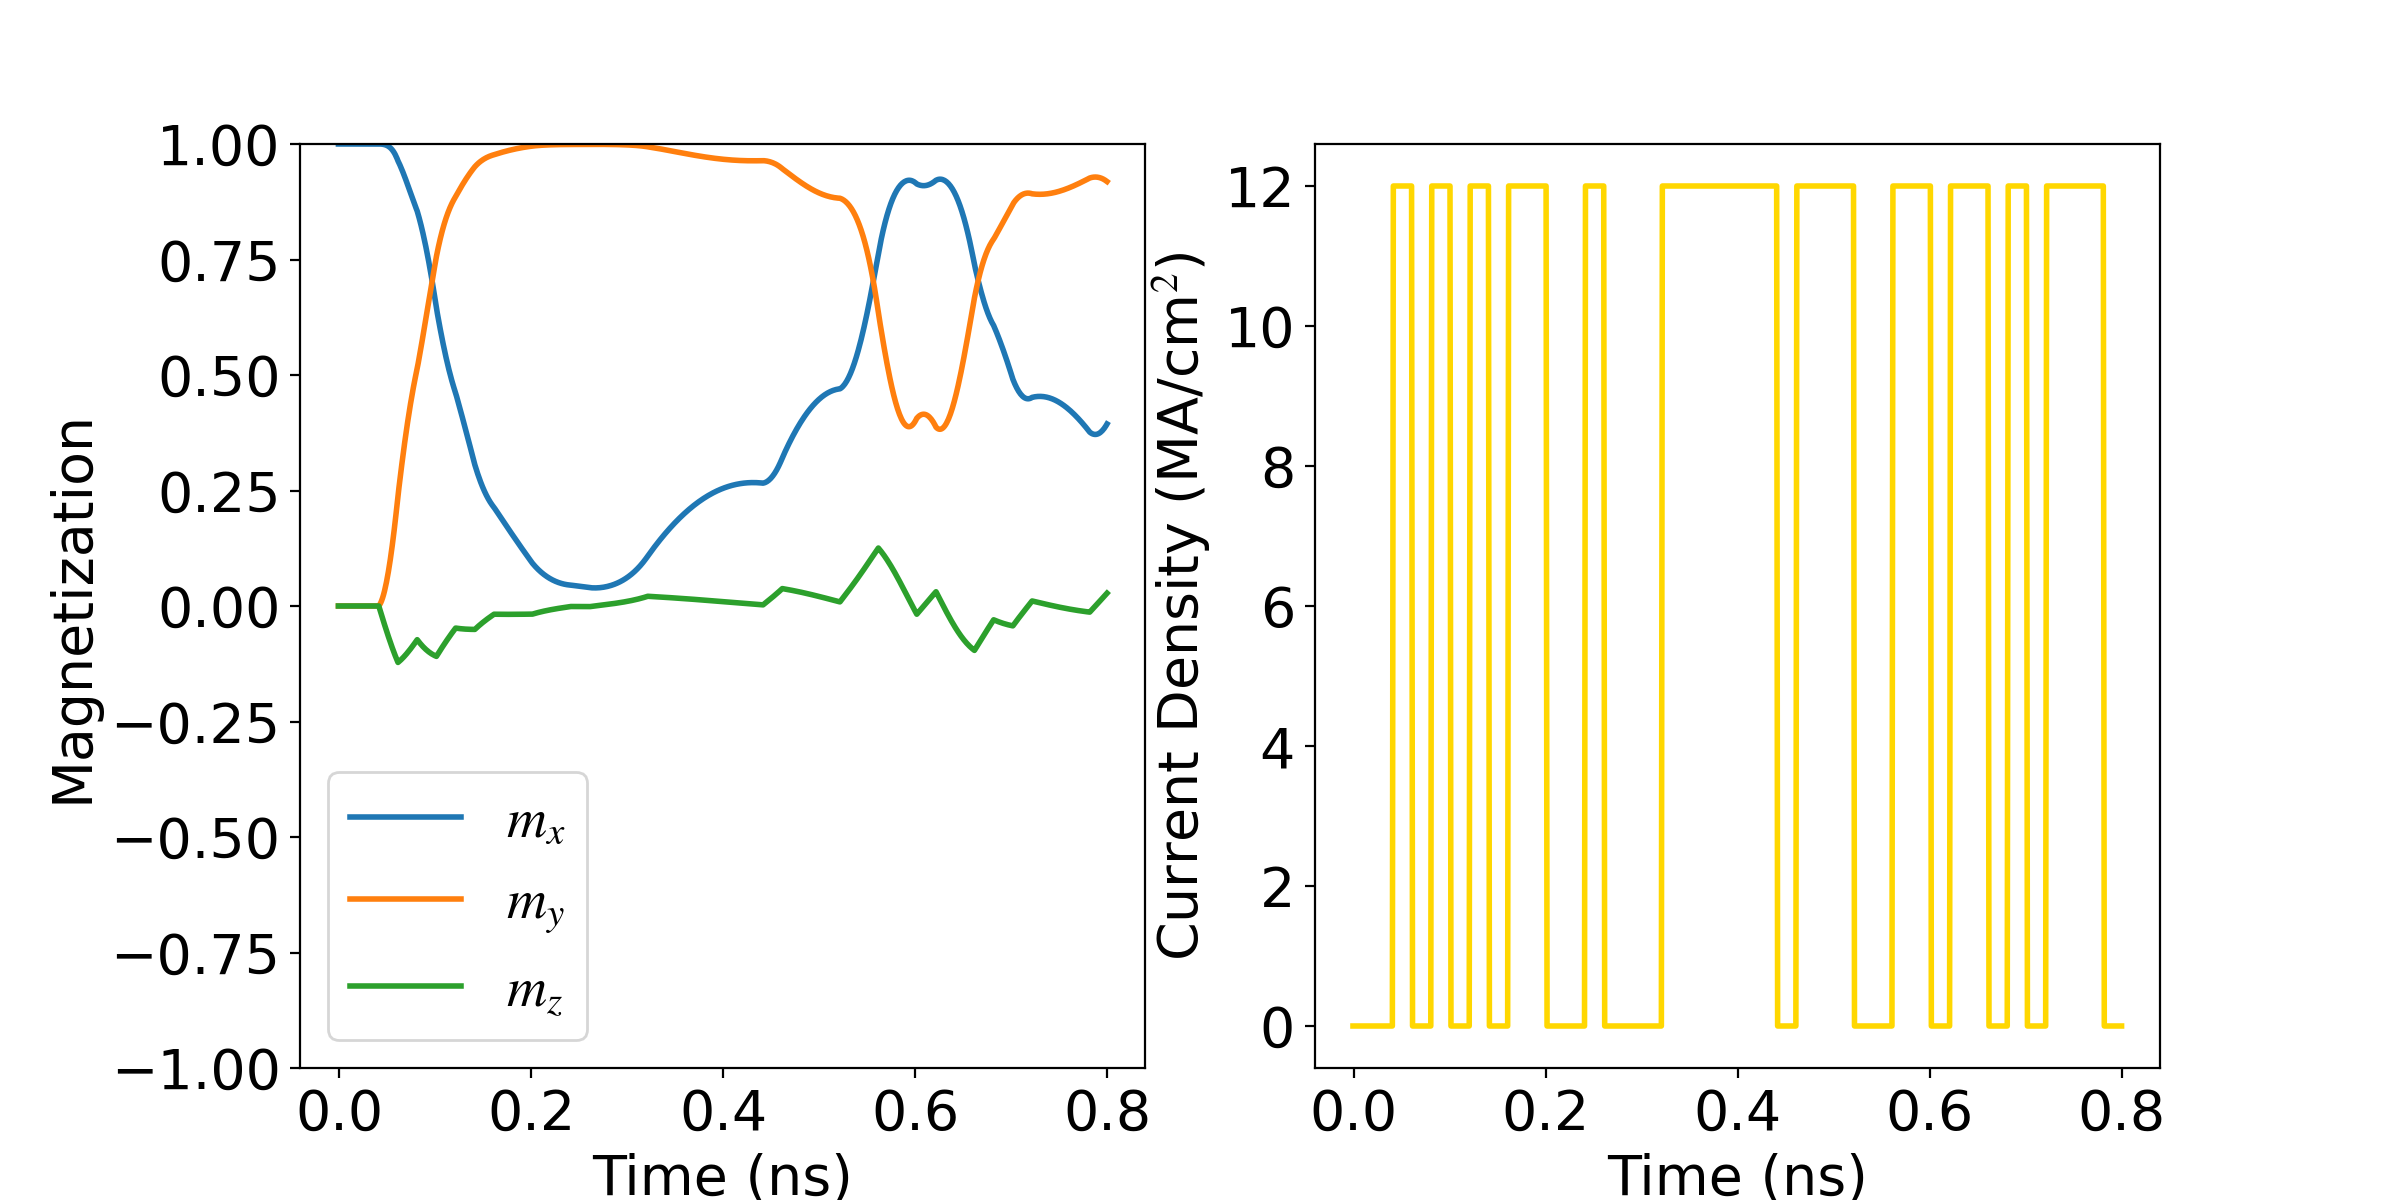 1.00
0.75
0.50
0.25
0.00
−0.25
−0.50
−0.75
−1.00
Magnetization
0.0 0.2 0.4 0.6 0.8
Time (ns)
m_x
m_y
m_z
12
10
8
6
4
2
0
Current Density (MA/cm²)
0.0 0.2 0.4 0.6 0.8
Time (ns)